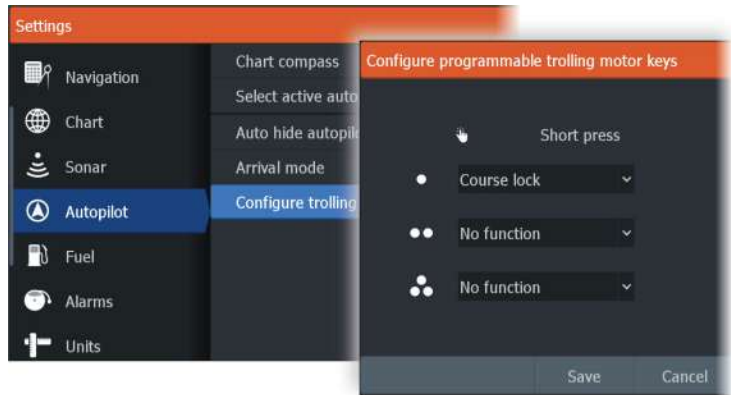 Settings
Navigation
Chart
Sonar
Autopilot
Fuel
Alarms
Units
Chart compass
Select active auto
Auto hide autopil
Arrival mode
Configure trolling
Configure programmable trolling motor keys
Short press
Course lock
No function
No function
Save
Cancel